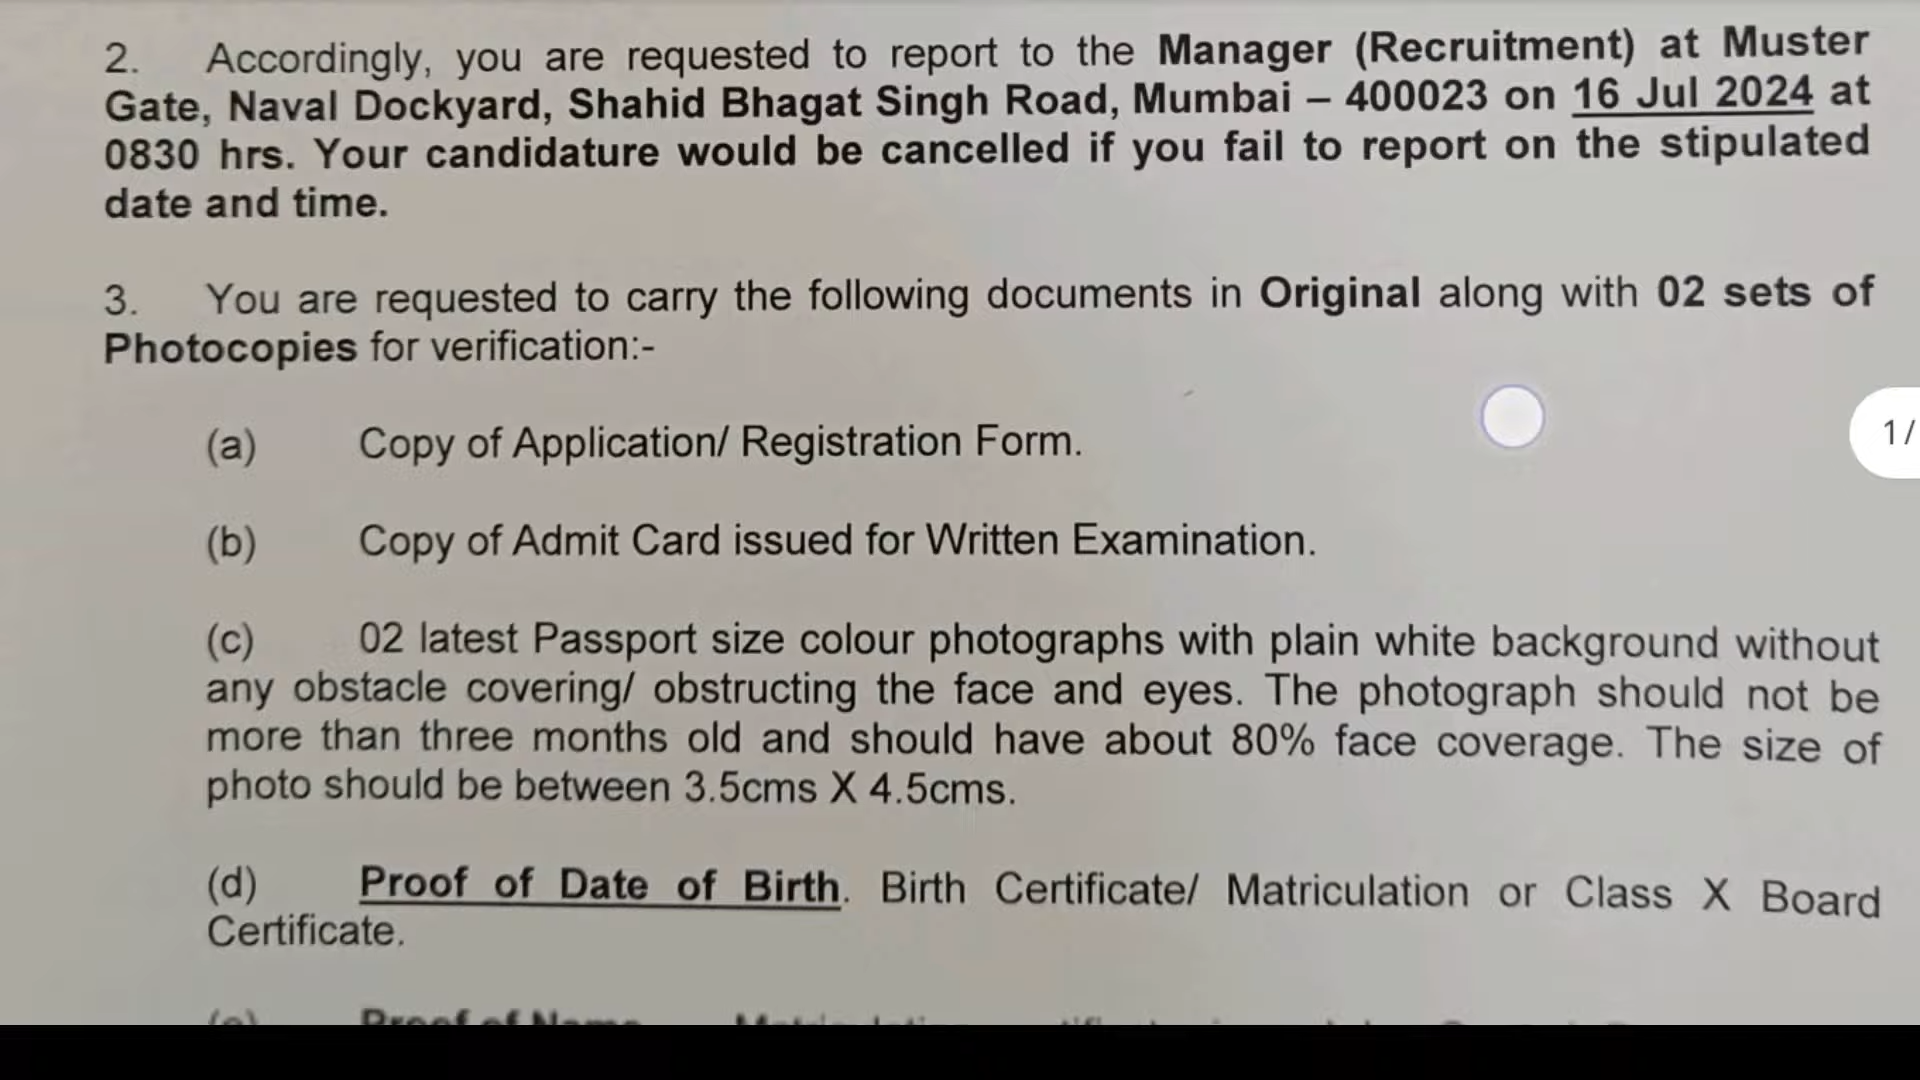 2. Accordingly, you are requested to report to the Manager (Recruitment) at Muster
Gate, Naval Dockyard, Shahid Bhagat Singh Road, Mumbai – 400023 on 16 Jul 2024 at
0830 hrs. Your candidature would be cancelled if you fail to report on the stipulated
date and time.
3. You are requested to carry the following documents in Original along with 02 sets of
Photocopies for verification:-
1/
(a) Copy of Application/ Registration Form.
(b) Copy of Admit Card issued for Written Examination.
(c) 02 latest Passport size colour photographs with plain white background without
any obstacle covering/ obstructing the face and eyes. The photograph should not be
more than three months old and should have about 80% face coverage. The size of
photo should be between 3.5cms X 4.5cms.
(d) Proof of Date of Birth. Birth Certificate/ Matriculation or Class X Board
Certificate.
(e) Proof of Name